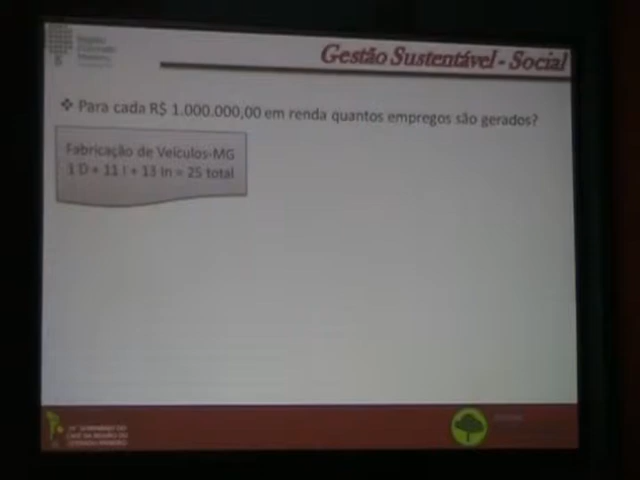 Gestão Sustentável - Social
❖ Para cada R$ 1.000.000,00 em renda quantos empregos são gerados?
Fabricação de Veículos-MG
1 D + 11 I + 13 In = 25 total